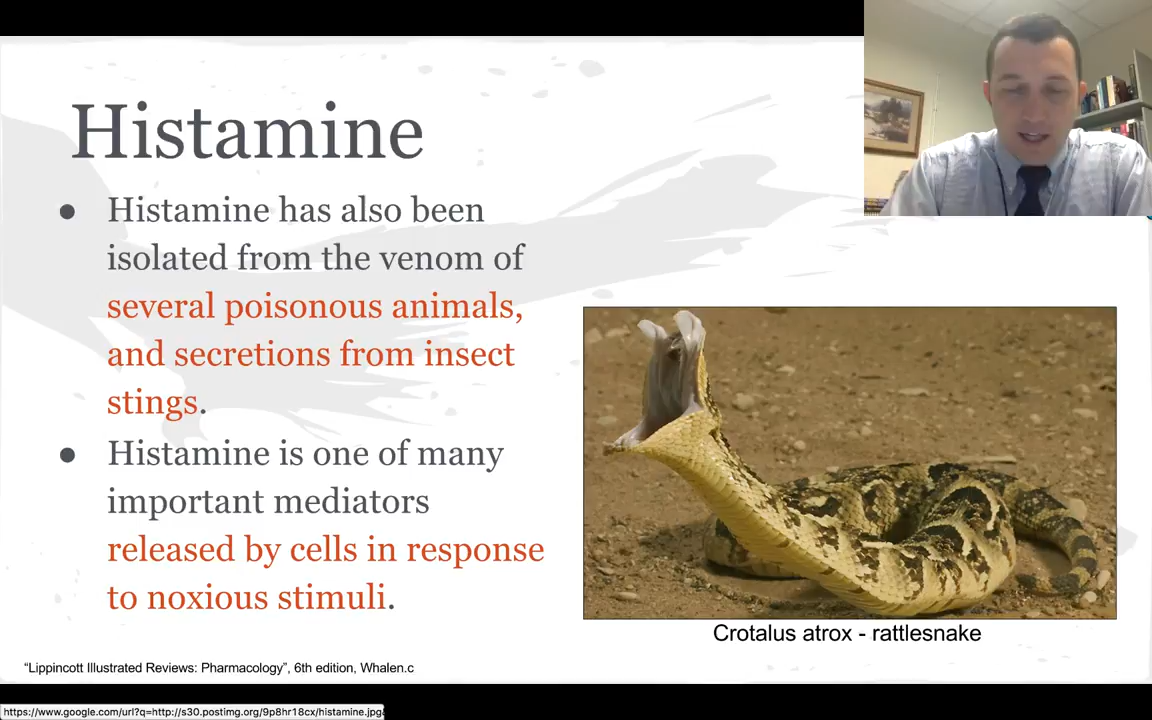 Histamine
● Histamine has also been
isolated from the venom of
several poisonous animals,
and secretions from insect
stings.
● Histamine is one of many
important mediators
released by cells in response
to noxious stimuli.
Crotalus atrox - rattlesnake
“Lippincott Illustrated Reviews: Pharmacology”, 6th edition, Whalen.c
https://www.google.com/url?q=http://s30.postimg.org/9p8hr18cx/histamine.jpg&